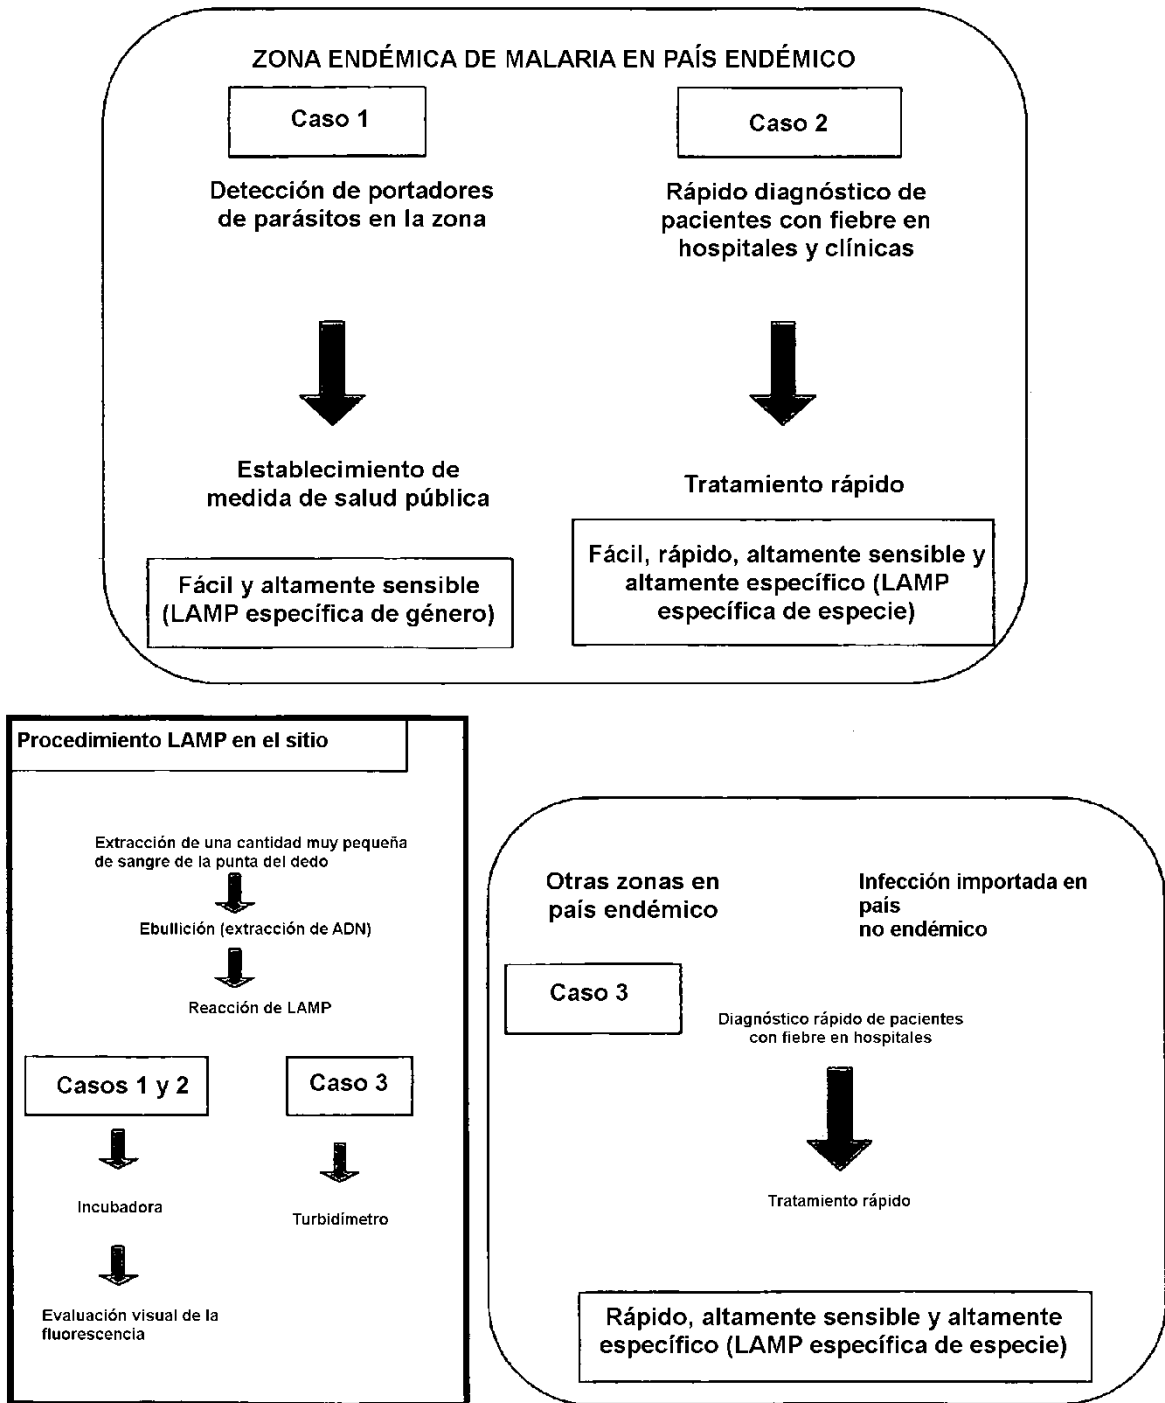 ZONA ENDÉMICA DE MALARIA EN PAÍS ENDÉMICO
Caso 1
Detección de portadores
de parásitos en la zona
Establecimiento de
medida de salud pública
Fácil y altamente sensible
(LAMP específica de género)
Caso 2
Rápido diagnóstico de
pacientes con fiebre en
hospitales y clínicas
Tratamiento rápido
Fácil, rápido, altamente sensible y
altamente específico (LAMP
específica de especie)
Procedimiento LAMP en el sitio
Extracción de una cantidad muy pequeña
de sangre de la punta del dedo
Ebullición (extracción de ADN)
Reacción de LAMP
Casos 1 y 2
Incubadora
Evaluación visual de la
fluorescencia
Caso 3
Turbidímetro
Otras zonas en
país endémico
Infección importada en
país
no endémico
Caso 3
Diagnóstico rápido de pacientes
con fiebre en hospitales
Tratamiento rápido
Rápido, altamente sensible y altamente
específico (LAMP específica de especie)